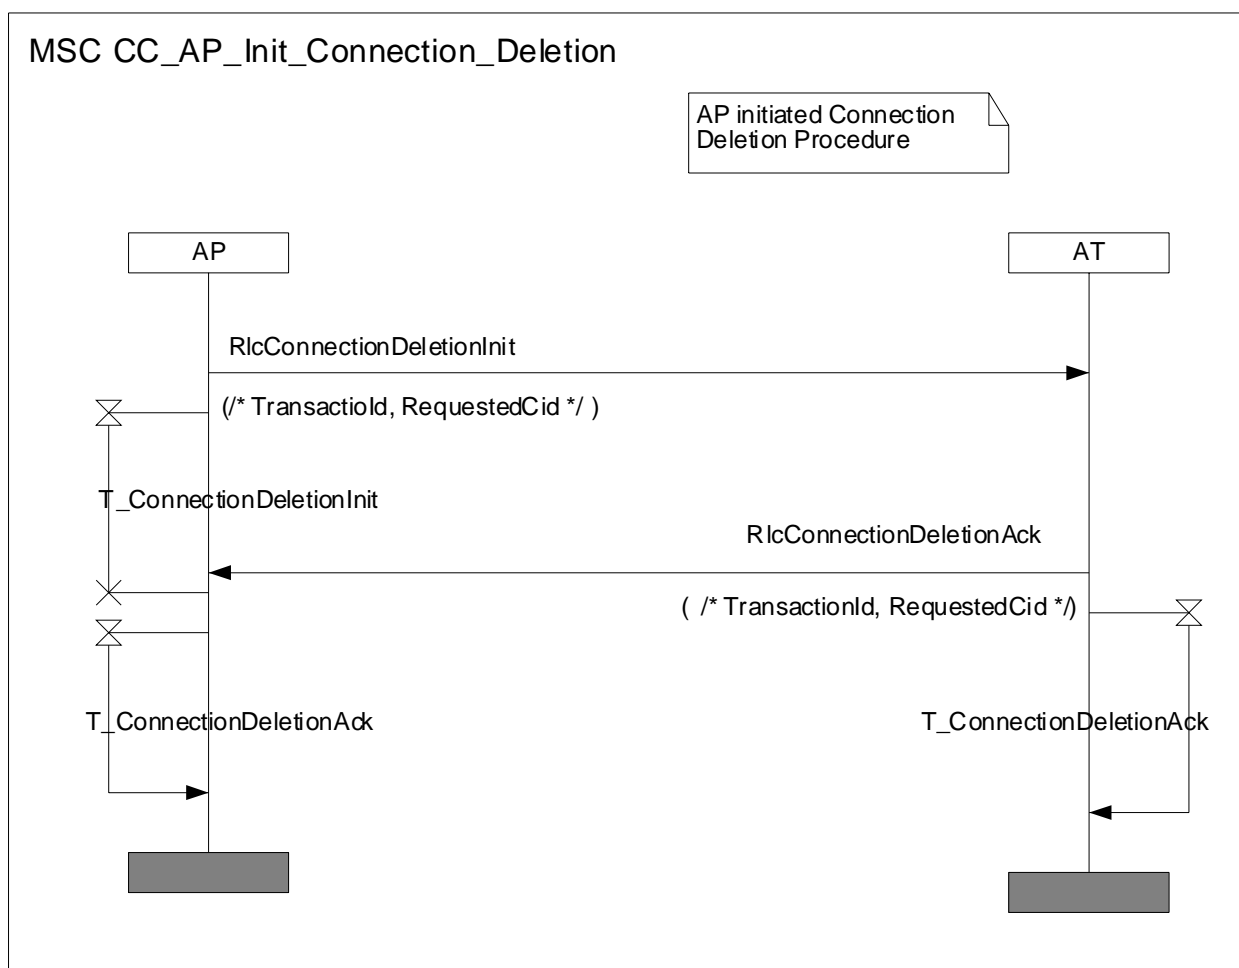 MSC CC_AP_Init_Connection_Deletion
AP initiated Connection
Deletion Procedure
AP
AT
RlcConnectionDeletionInit
(/* TransactioId, RequestedCid */ )
T_ConnectionDeletionInit
RlcConnectionDeletionAck
( /* TransactionId, RequestedCid */)
T_ConnectionDeletionAck
T_ConnectionDeletionAck